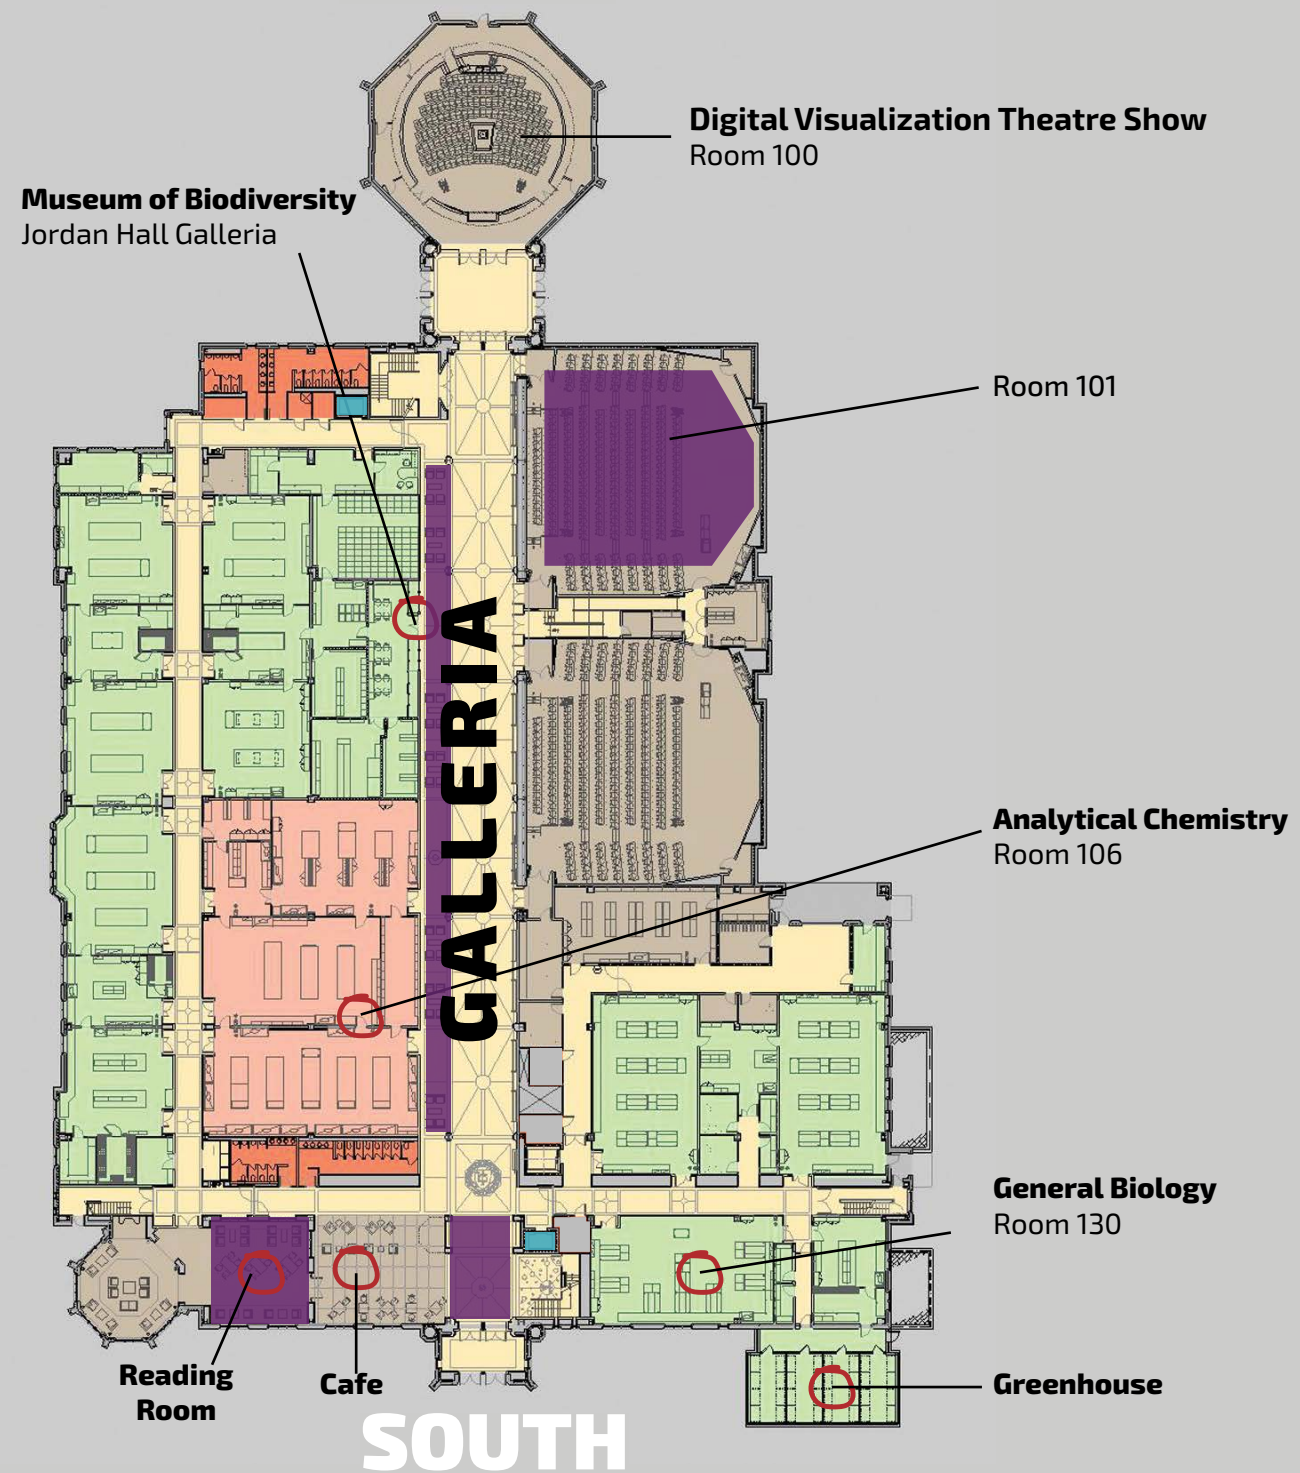 Digital Visualization Theatre Show
Room 100
Museum of Biodiversity
Jordan Hall Galleria
Room 101
GALLERIA
Analytical Chemistry
Room 106
General Biology
Room 130
Reading
Room
Cafe
Greenhouse
SOUTH